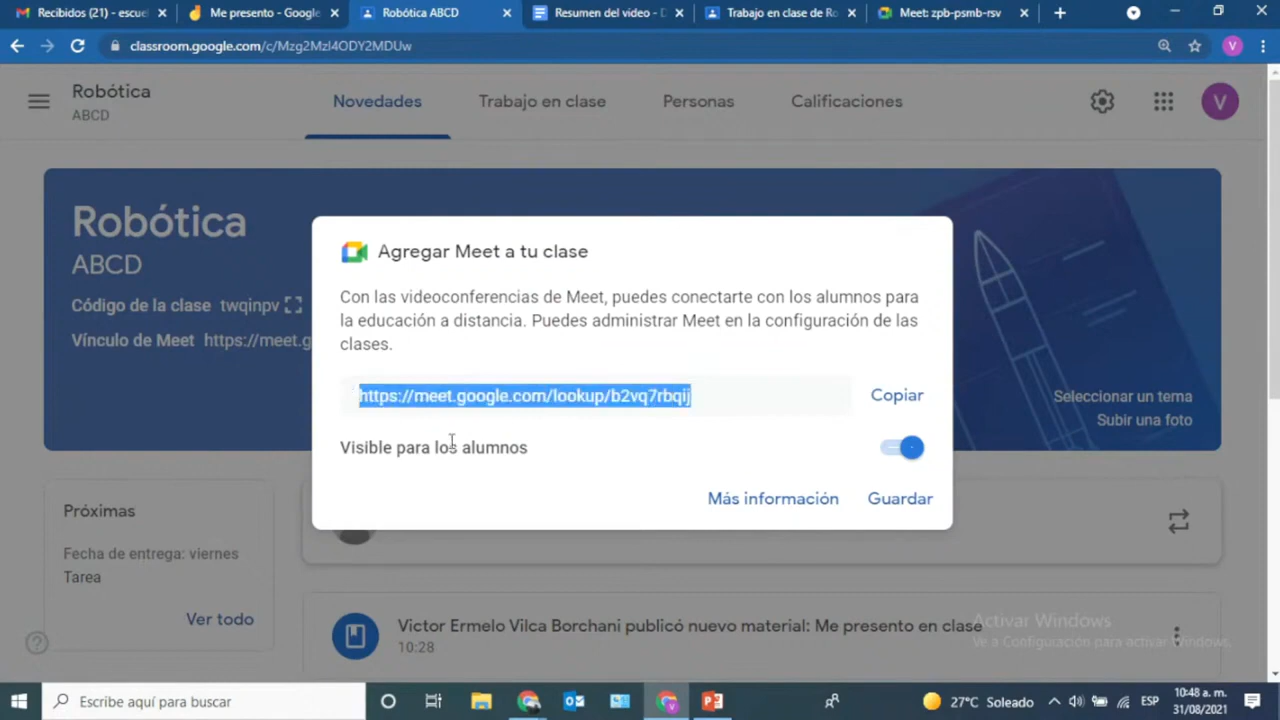 Recibidos (21) - escue
Me presento - Google
Robótica ABCD
Resumen del video - D
Trabajo en clase de Ro
Meet: zpb-psmb-rsv
classroom.google.com/c/Mzg2MzI4ODY2MDUw
V
Robótica
ABCD
Novedades
Trabajo en clase
Personas
Calificaciones
V
Robótica
ABCD
Código de la clase twqinpv
Vínculo de Meet https://meet.g
Seleccionar un tema
Subir una foto
Agregar Meet a tu clase
Con las videoconferencias de Meet, puedes conectarte con los alumnos para
la educación a distancia. Puedes administrar Meet en la configuración de las
clases.
https://meet.google.com/lookup/b2vq7rbqij
Copiar
Visible para los alumnos
Más información
Guardar
Próximas
Fecha de entrega: viernes
Tarea
Ver todo
Victor Ermelo Vilca Borchani publicó nuevo material: Me presento en clase
10:28
Activar Windows
Ve a Configuración para activar Windows.
Escribe aquí para buscar
27°C Soleado
ESP
10:48 a. m.
31/08/2021